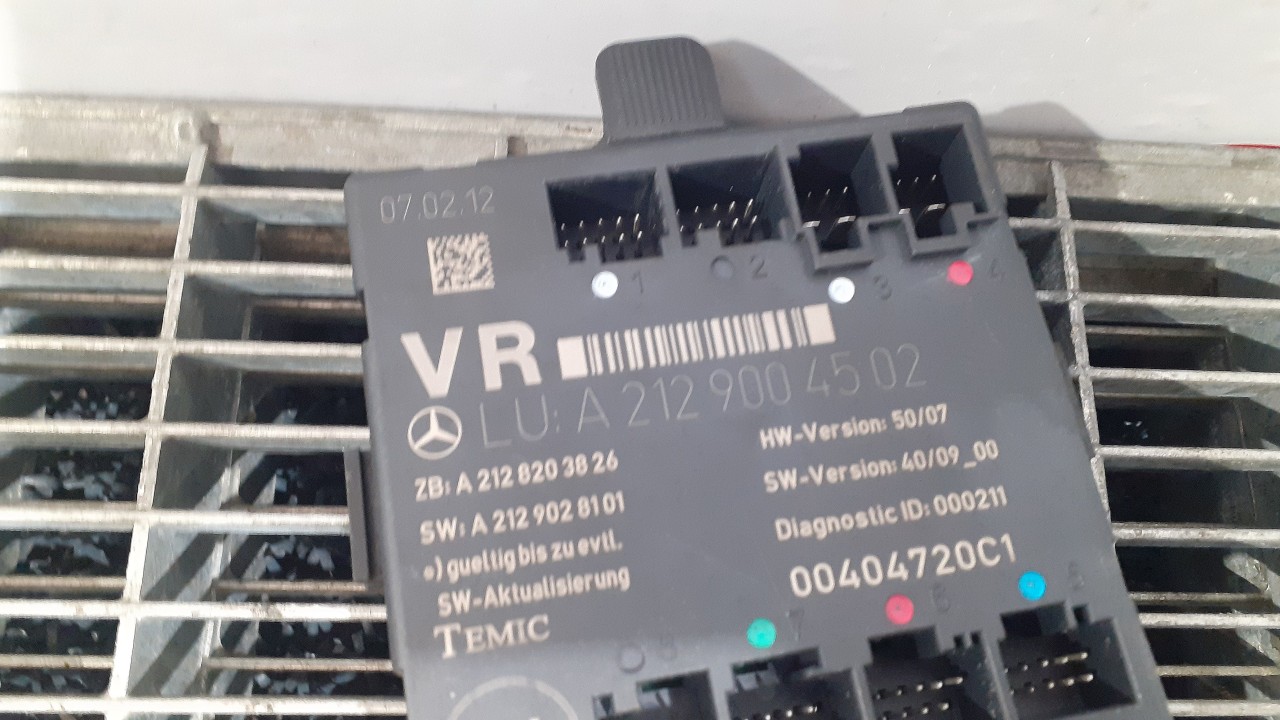 07.02.12
1
2
3
4
VR
LU: A 212 900 45 02
ZB: A 212 820 38 26
HW-Version: 50/07
SW: A 212 902 81 01
SW-Version: 40/09_00
•) gueltig bis zu evtl.
SW-Aktualisierung
Diagnostic ID: 000211
00404720C1
TEMIC
7